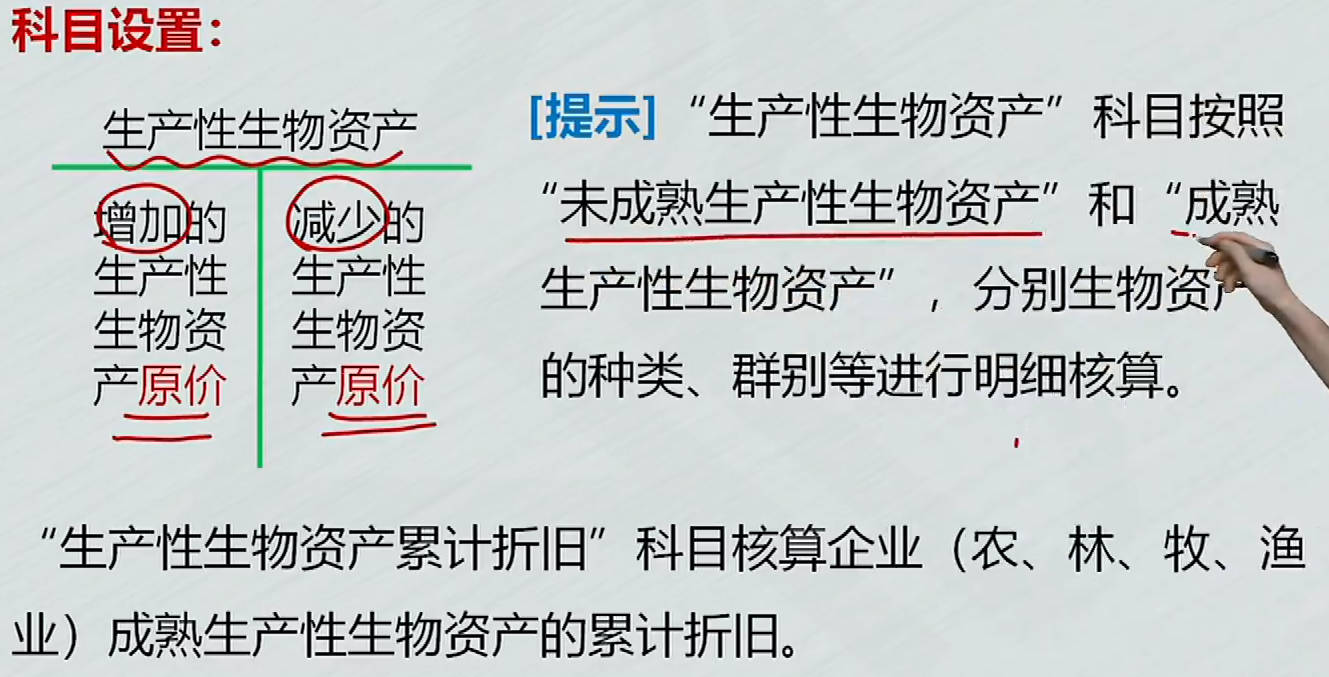 科目设置：
生产性生物资产
增加的
生产性
生物资
产原价
减少的
生产性
生物资
产原价
[提示]“生产性生物资产”科目按照
“未成熟生产性生物资产”和“成熟
生产性生物资产”，分别生物资产
的种类、群别等进行明细核算。
“生产性生物资产累计折旧”科目核算企业（农、林、牧、渔
业）成熟生产性生物资产的累计折旧。